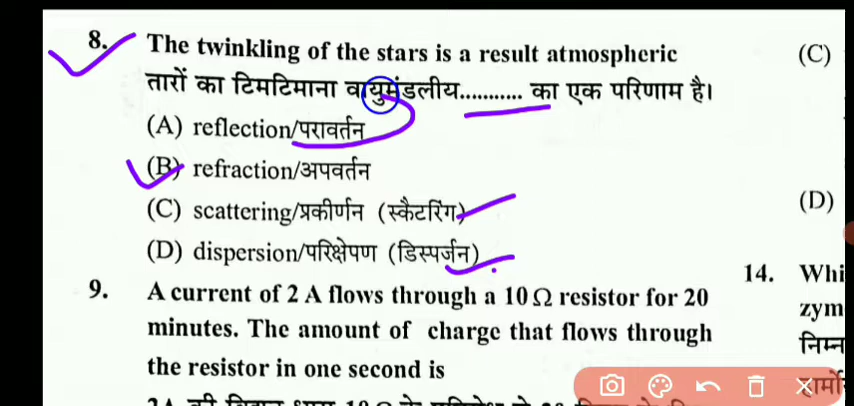 8. The twinkling of the stars is a result atmospheric
तारों का टिमटिमाना वायुमंडलीय........... का एक परिणाम है।
(A) reflection/परावर्तन
(B) refraction/अपवर्तन
(C) scattering/प्रकीर्णन (स्कैटरिंग)
(D) dispersion/परिक्षेपण (डिस्पर्जन)
9. A current of 2 A flows through a 10 Ω resistor for 20
minutes. The amount of charge that flows through
the resistor in one second is
(C)
(D)
14. Whi
zym
निम्न